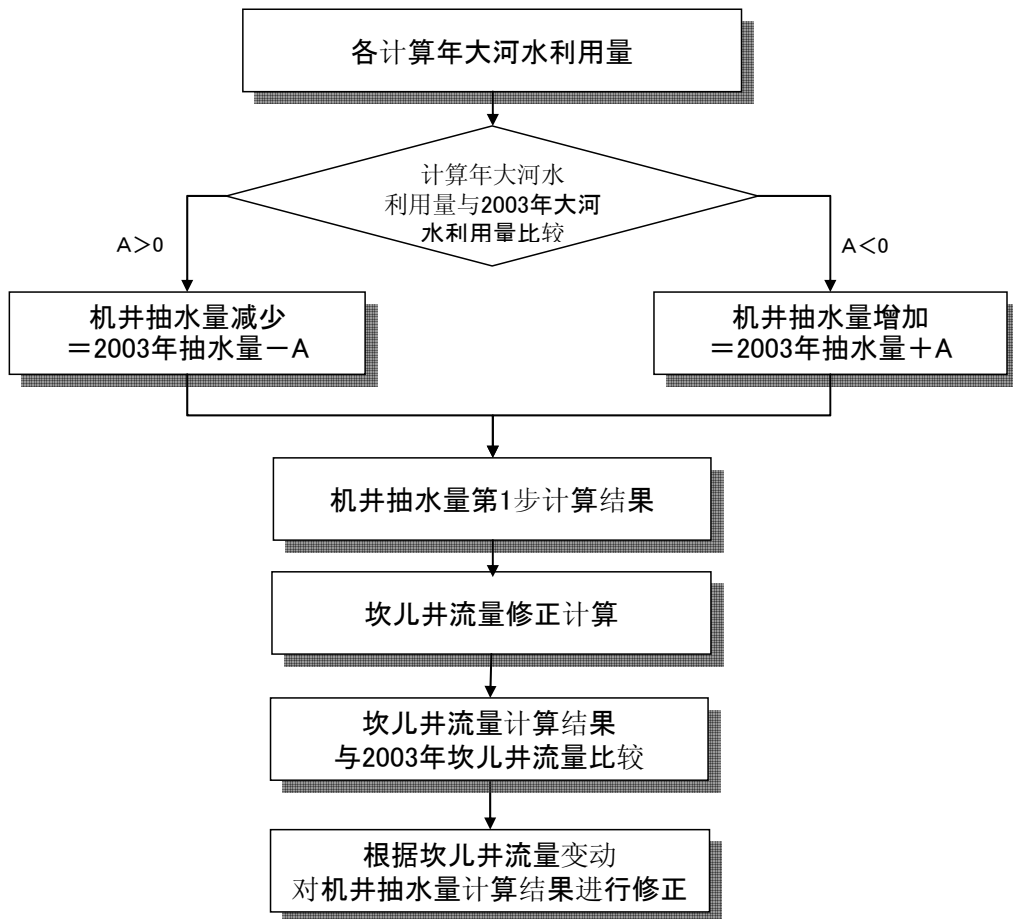 各计算年大河水利用量
计算年大河水
利用量与2003年大河
水利用量比较
A＞0
A＜0
机井抽水量减少
＝2003年抽水量－A
机井抽水量增加
＝2003年抽水量＋A
机井抽水量第1步计算结果
坎儿井流量修正计算
坎儿井流量计算结果
与2003年坎儿井流量比较
根据坎儿井流量变动
对机井抽水量计算结果进行修正